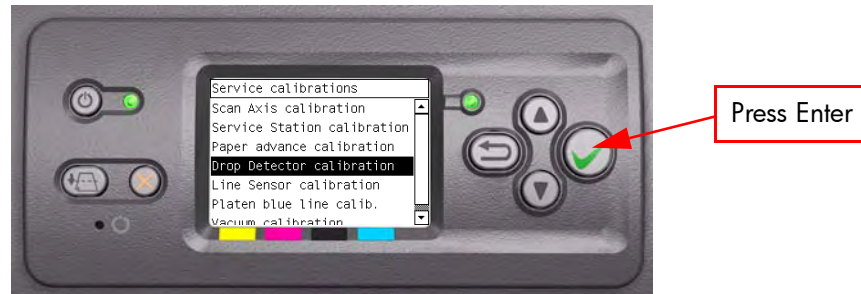 Service calibrations
Scan Axis calibration
Service Station calibration
Paper advance calibration
Drop Detector calibration
Line Sensor calibration
Platen blue line calib.
Vacuum calibration
Press Enter